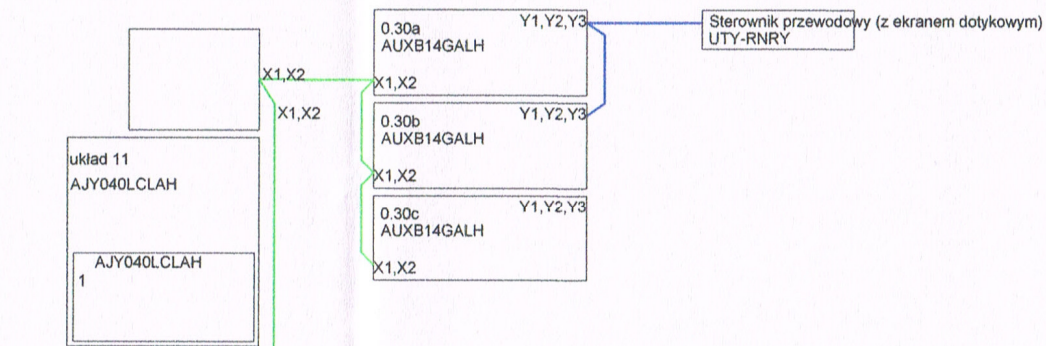 X1,X2
X1,X2
układ 11
AJY040LCLAH
AJY040LCLAH
1
0.30a
Y1,Y2,Y3
AUXB14GALH
X1,X2
0.30b
Y1,Y2,Y3
AUXB14GALH
X1,X2
0.30c
Y1,Y2,Y3
AUXB14GALH
X1,X2
Sterownik przewodowy (z ekranem dotykowym)
UTY-RNRY